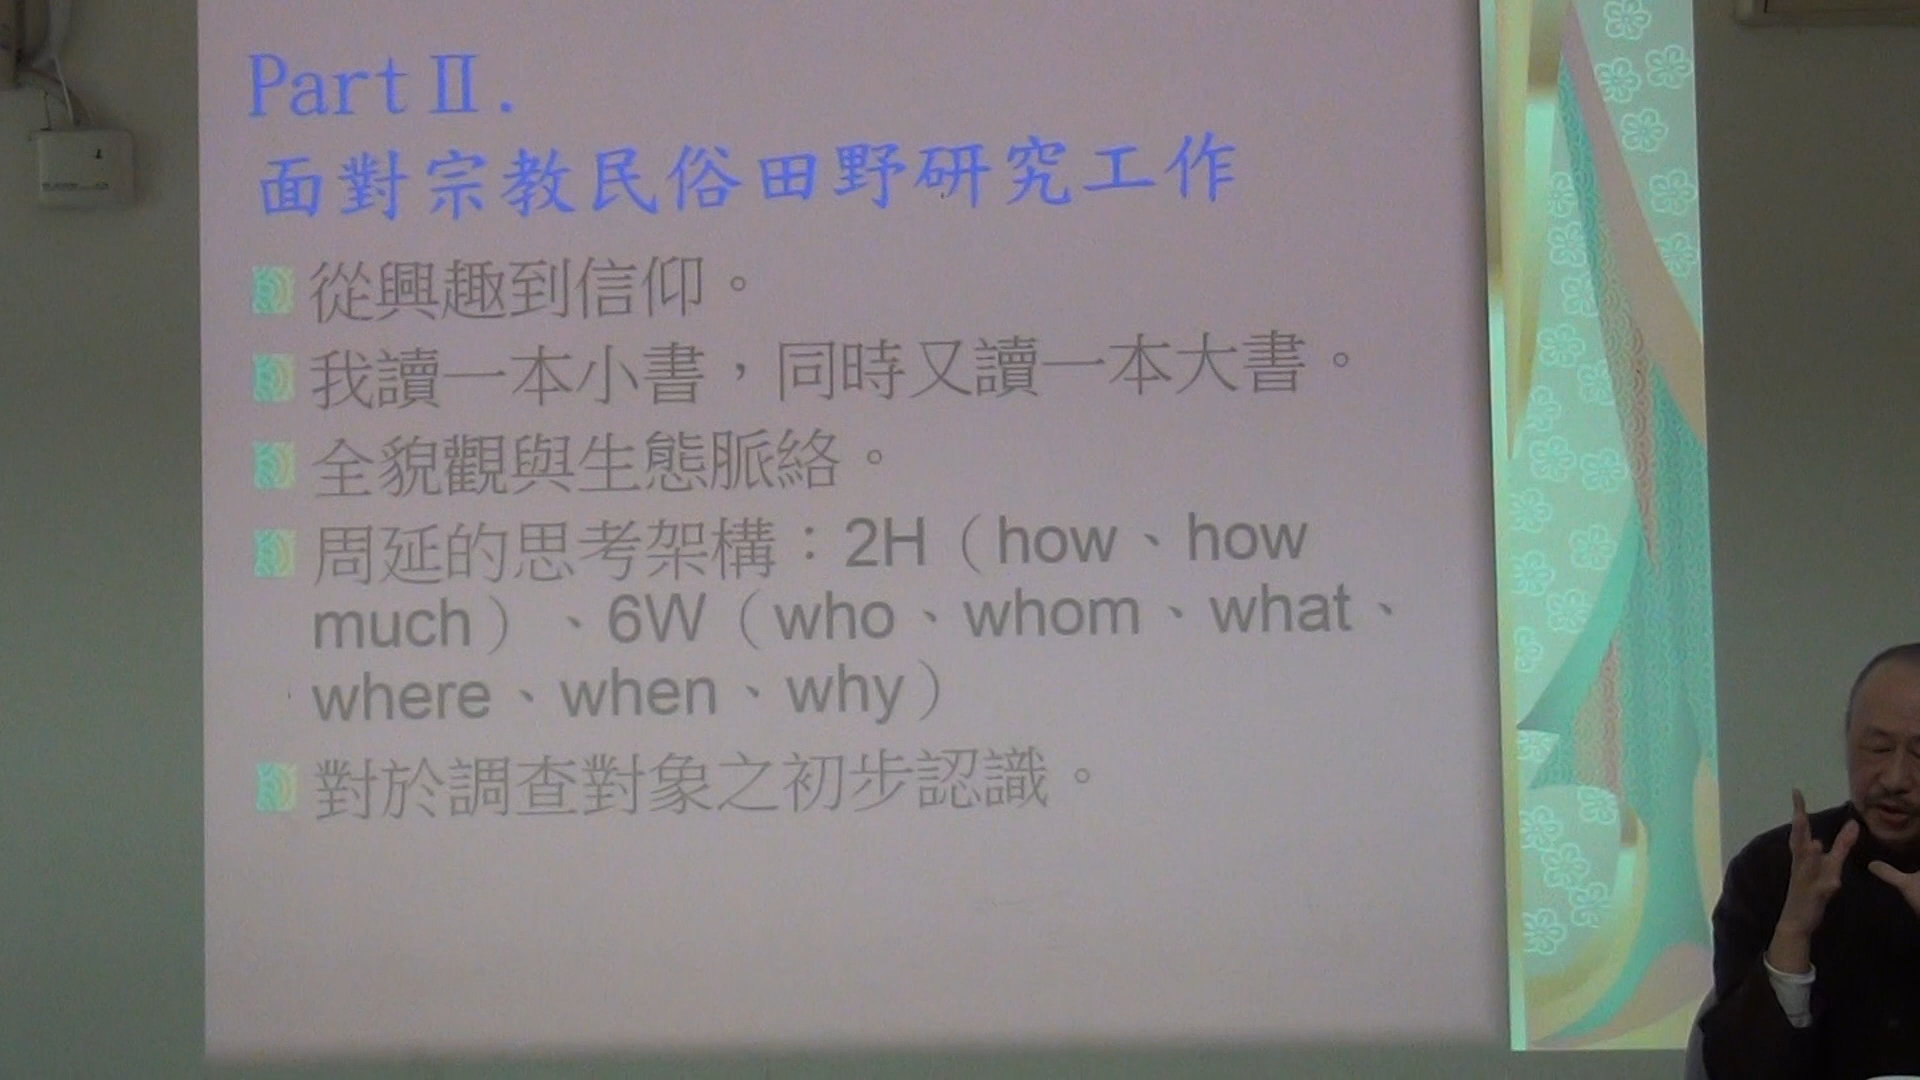 Part Ⅱ.
面對宗教民俗田野研究工作
從興趣到信仰。
我讀一本小書，同時又讀一本大書。
全貌觀與生態脈絡。
周延的思考架構：2H（how、how
much）、6W（who、whom、what、
where、when、why）
對於調查對象之初步認識。